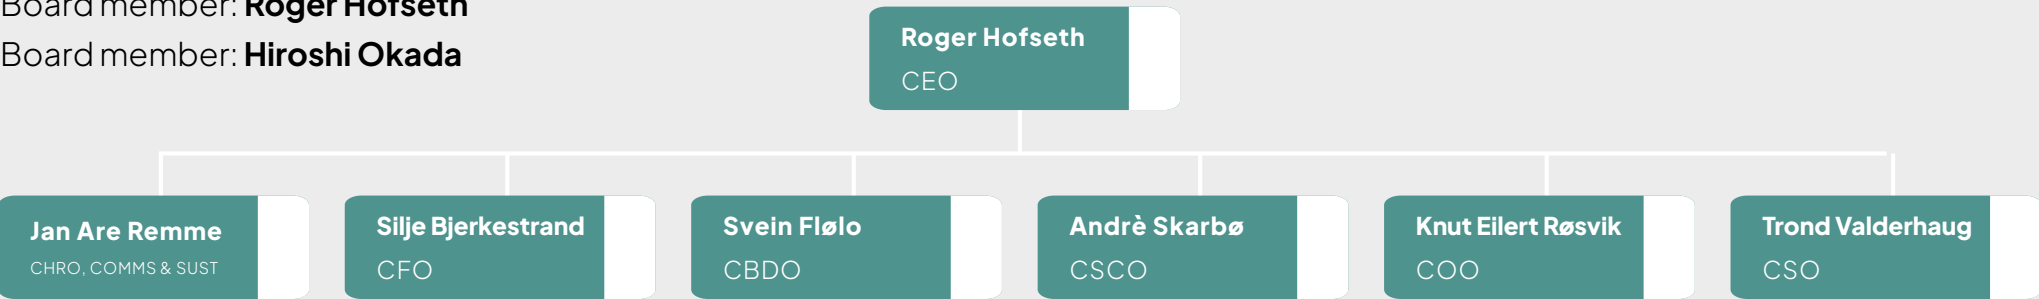 Board member: Roger Hofseth
Board member: Hiroshi Okada
Roger Hofseth
CEO
Jan Are Remme
CHRO, COMMS & SUST
Silje Bjerkestrand
CFO
Svein Flølo
CBDO
Andrè Skarbø
CSCO
Knut Eilert Røsvik
COO
Trond Valderhaug
CSO